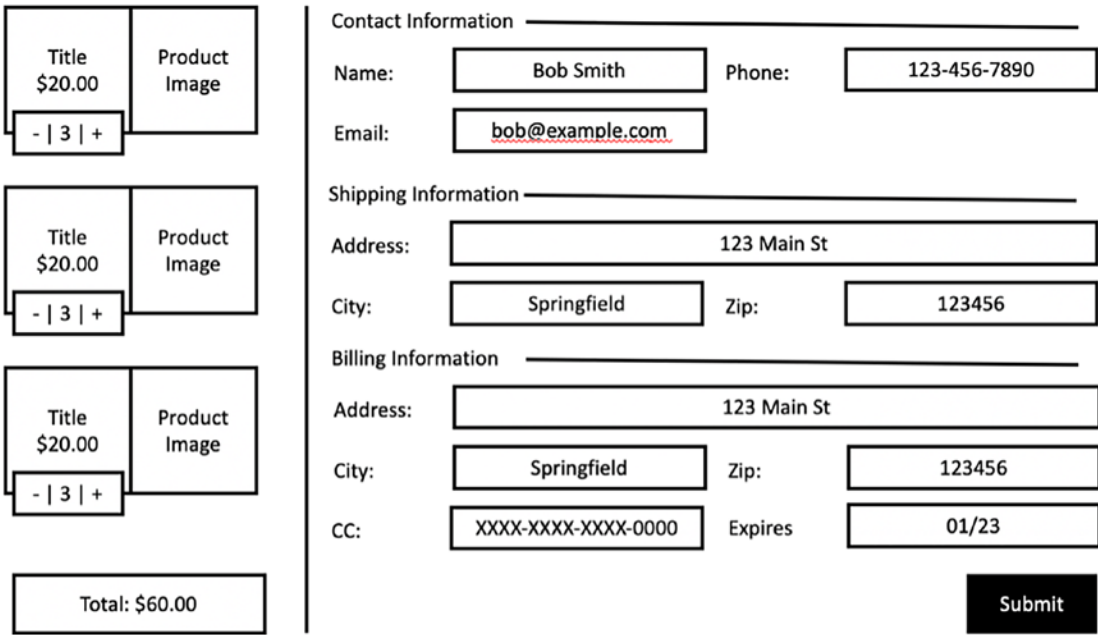 Title
$20.00
Product
Image
- | 3 | +
Title
$20.00
Product
Image
- | 3 | +
Title
$20.00
Product
Image
- | 3 | +
Total: $60.00
Contact Information
Name: Bob Smith Phone: 123-456-7890
Email: bob@example.com
Shipping Information
Address: 123 Main St
City: Springfield Zip: 123456
Billing Information
Address: 123 Main St
City: Springfield Zip: 123456
CC: XXXX-XXXX-XXXX-0000 Expires 01/23
Submit